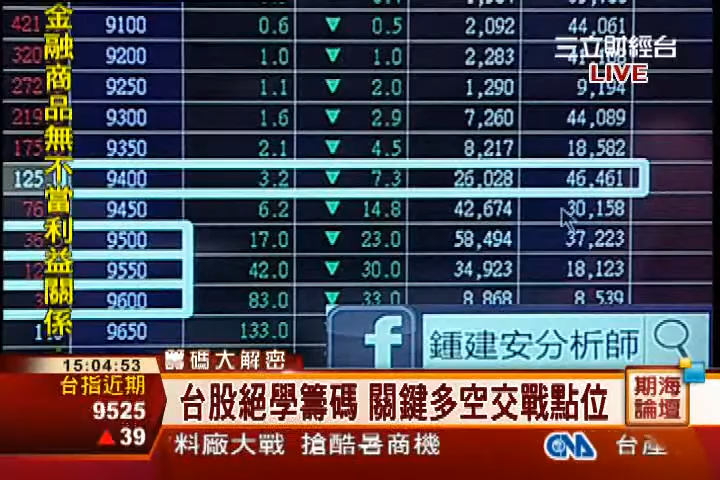 三立財經台
LIVE
金融商品無不當利益關係
421 9100 0.6 ▼ 0.5 2,092 44,061
320 9200 1.0 ▼ 1.0 2,283
272 9250 1.1 ▼ 2.0 1,290 9,194
219 9300 1.6 ▼ 2.9 7,260 44,089
175 9350 2.1 ▼ 4.5 8,217 18,582
125 9400 3.2 ▼ 7.3 26,028 46,461
76 9450 6.2 ▼ 14.8 42,674 30,158
9500 17.0 ▼ 23.0 58,494 37,223
9550 42.0 ▼ 30.0 34,923 18,123
9600 83.0 ▼ 33.0 8,868 8,539
9650 133.0
f 鍾建安分析師
15:04:53
籌碼大解密
台指近期
9525
▲39
台股絕學籌碼 關鍵多空交戰點位
期海論壇
料廠大戰 搶酷暑商機
CNA 台產